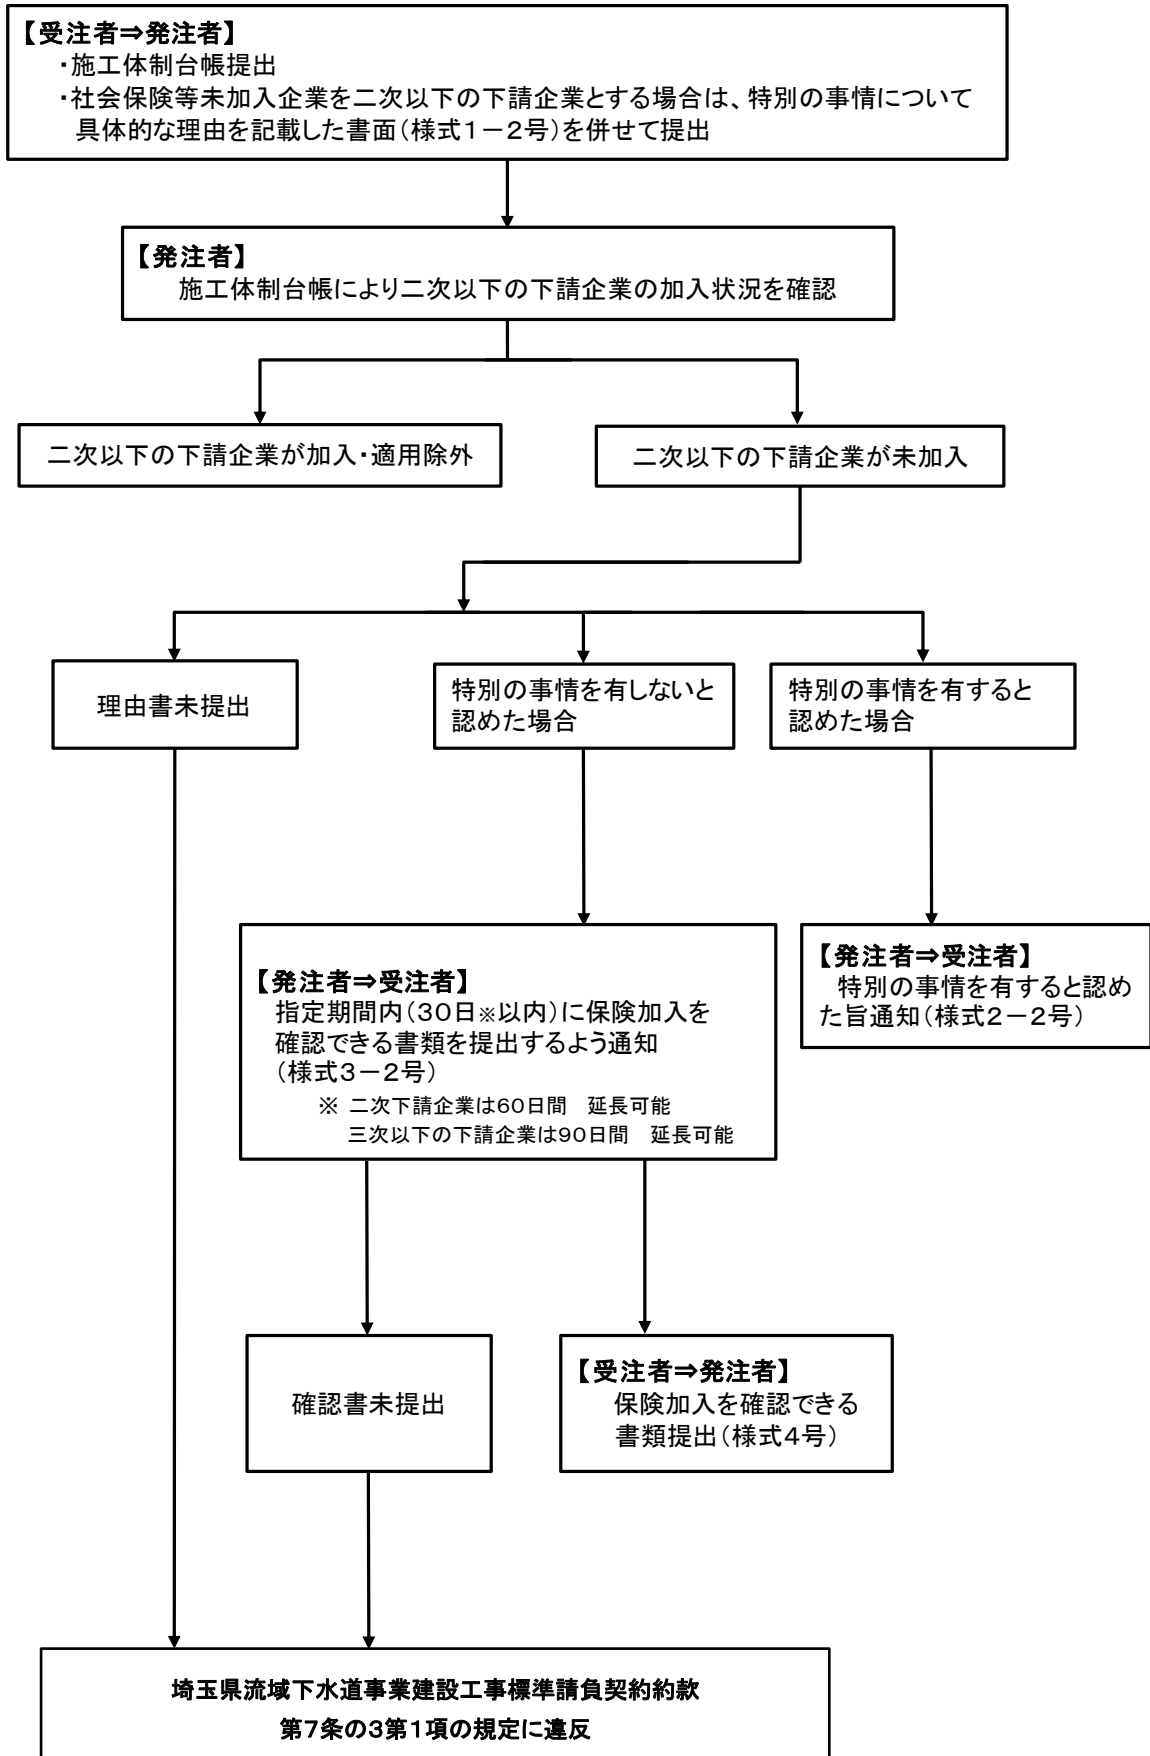 【受注者⇒発注者】
・施工体制台帳提出
・社会保険等未加入企業を二次以下の下請企業とする場合は、特別の事情について
具体的な理由を記載した書面(様式1-2号)を併せて提出
【発注者】
施工体制台帳により二次以下の下請企業の加入状況を確認
二次以下の下請企業が加入・適用除外
二次以下の下請企業が未加入
理由書未提出
特別の事情を有しないと
認めた場合
特別の事情を有すると
認めた場合
【発注者⇒受注者】
指定期間内(30日※以内)に保険加入を
確認できる書類を提出するよう通知
(様式3-2号)
※ 二次下請企業は60日間 延長可能
三次以下の下請企業は90日間 延長可能
【発注者⇒受注者】
特別の事情を有すると認め
た旨通知(様式2-2号)
確認書未提出
【受注者⇒発注者】
保険加入を確認できる
書類提出(様式4号)
埼玉県流域下水道事業建設工事標準請負契約約款
第7条の3第1項の規定に違反